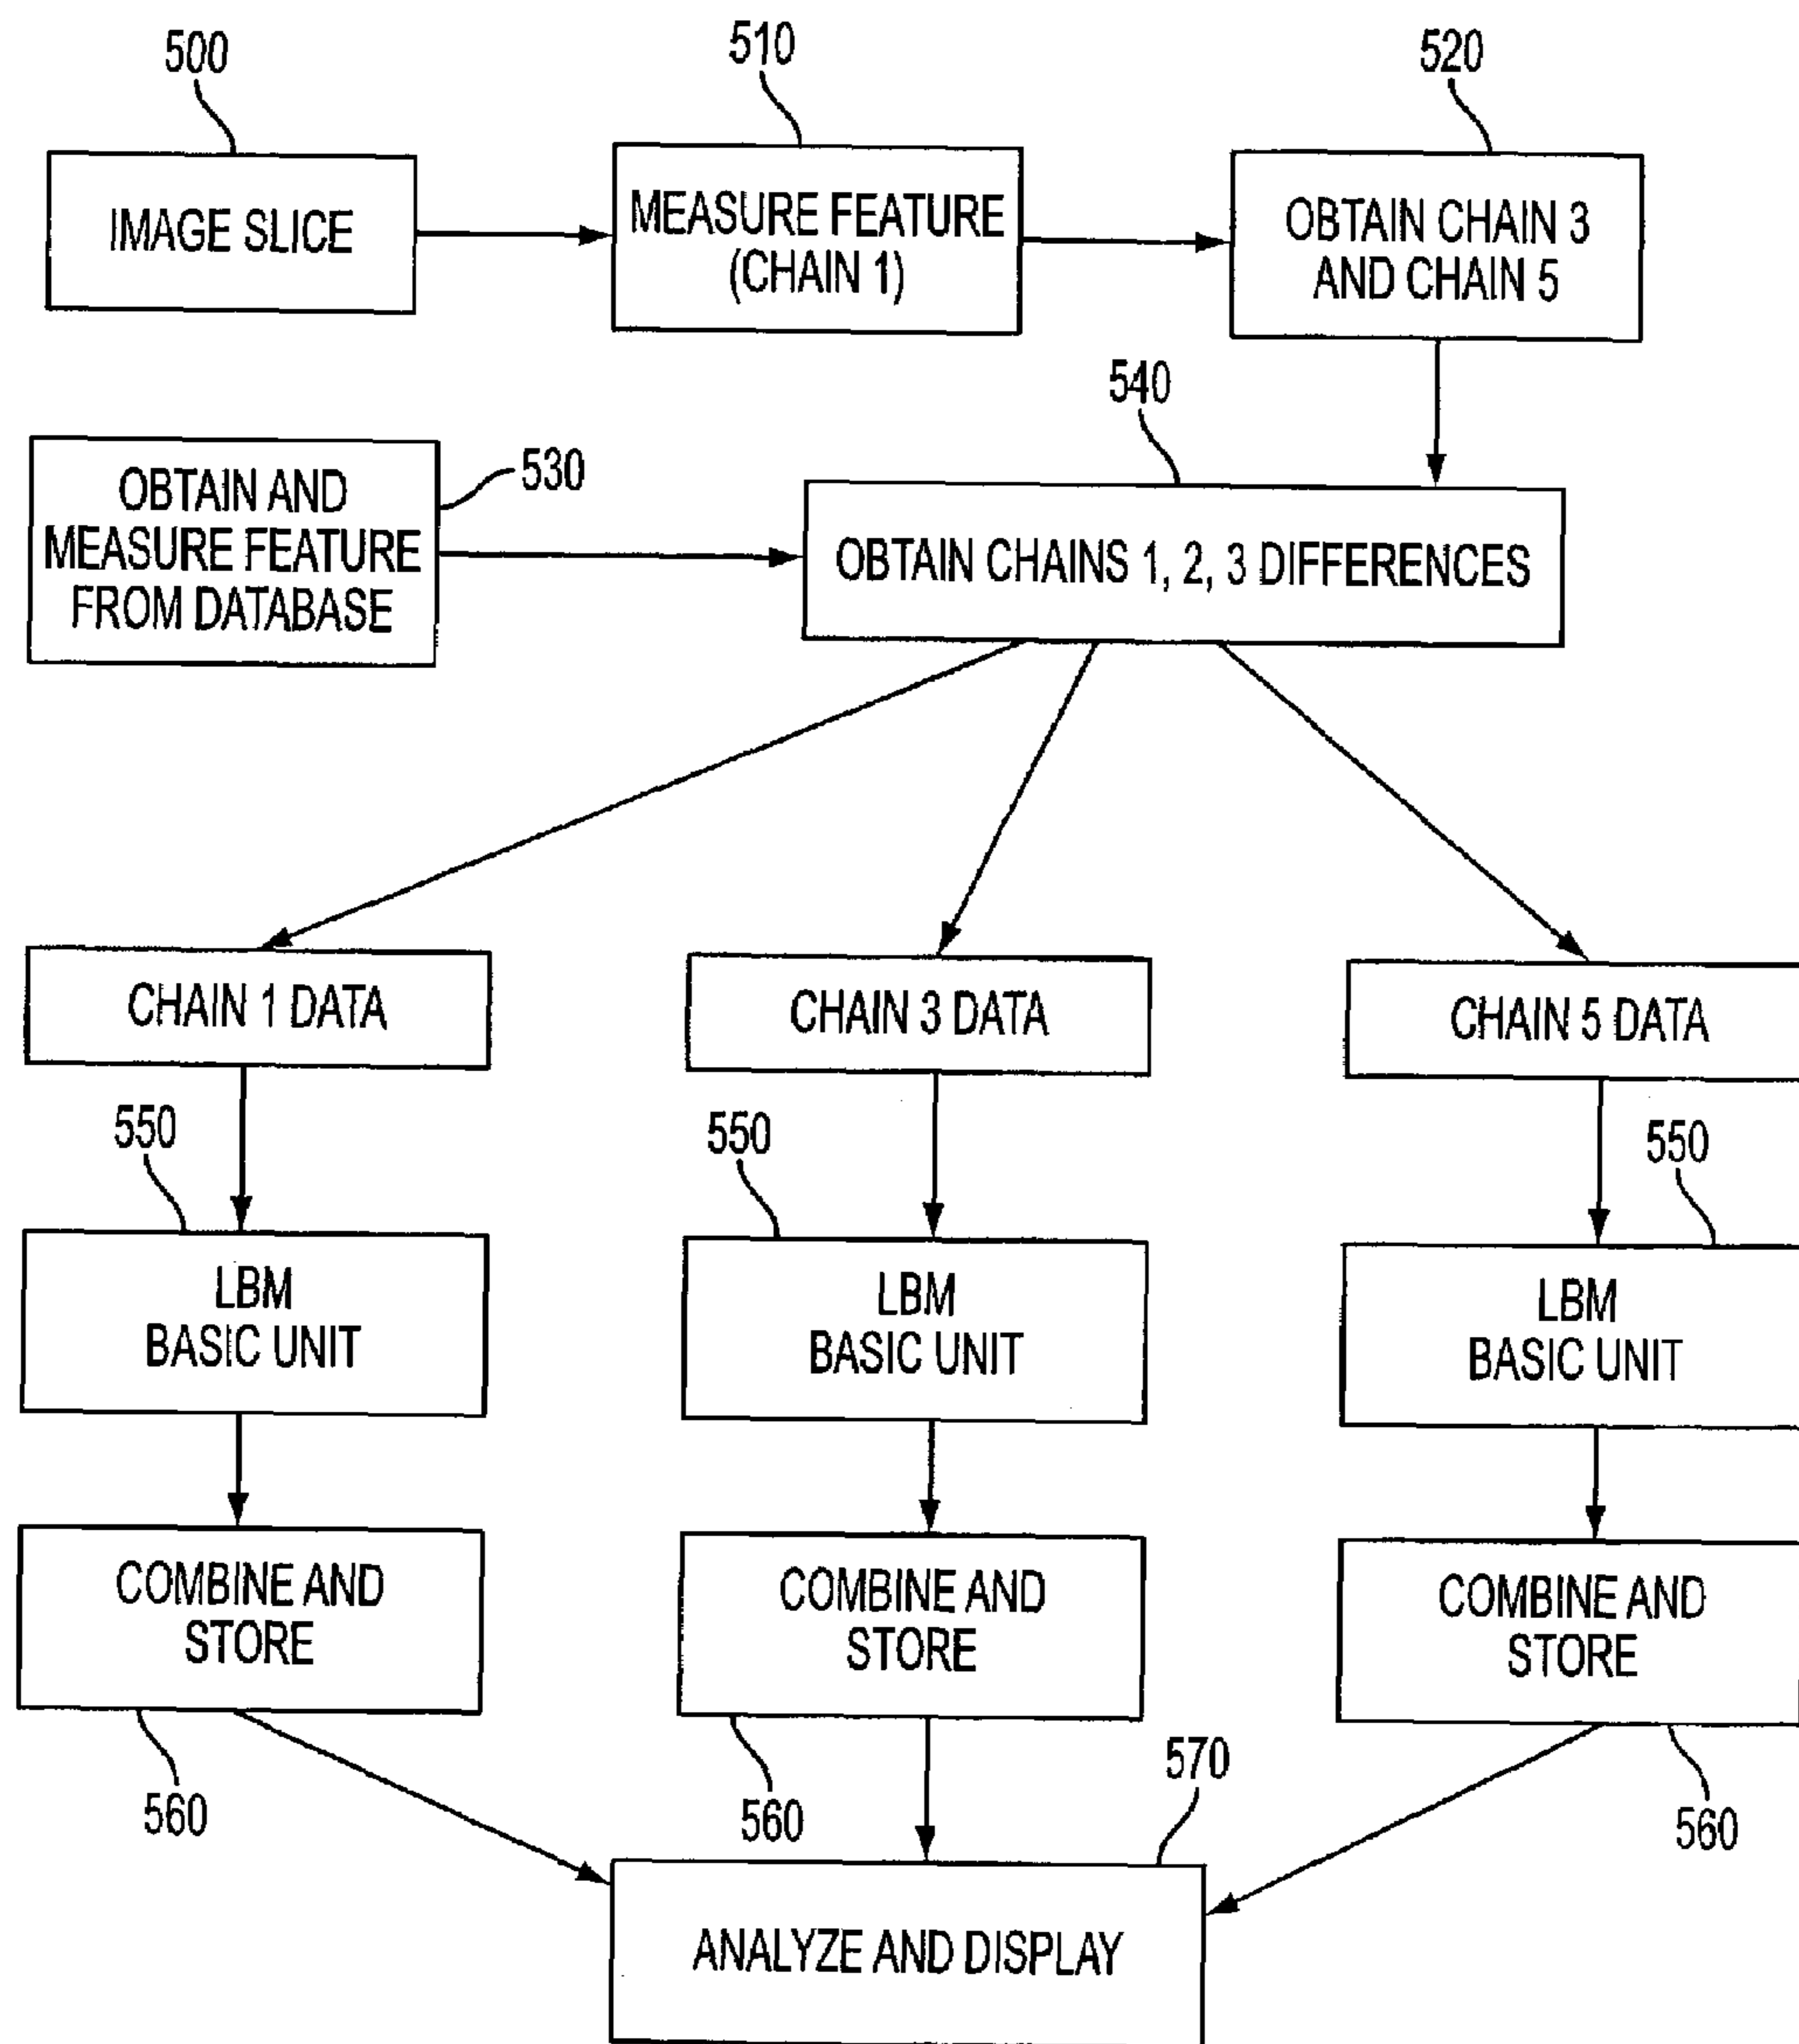 500
510
520
IMAGE SLICE
MEASURE FEATURE
(CHAIN 1)
OBTAIN CHAIN 3
AND CHAIN 5
540
530
OBTAIN AND
MEASURE FEATURE
FROM DATABASE
OBTAIN CHAINS 1, 2, 3 DIFFERENCES
CHAIN 1 DATA
CHAIN 3 DATA
CHAIN 5 DATA
550
550
550
LBM
BASIC UNIT
LBM
BASIC UNIT
LBM
BASIC UNIT
COMBINE AND
STORE
COMBINE AND
STORE
COMBINE AND
STORE
560
560
570
560
ANALYZE AND DISPLAY